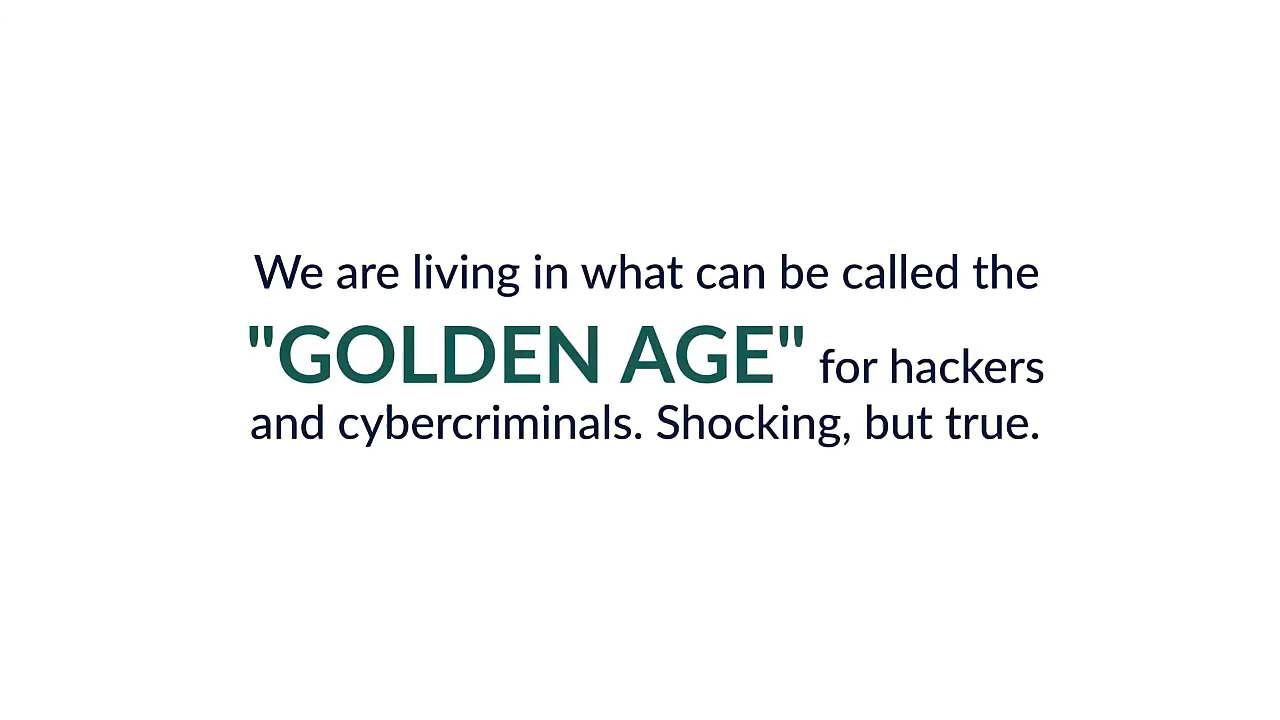 We are living in what can be called the
"GOLDEN AGE" for hackers
and cybercriminals. Shocking, but true.